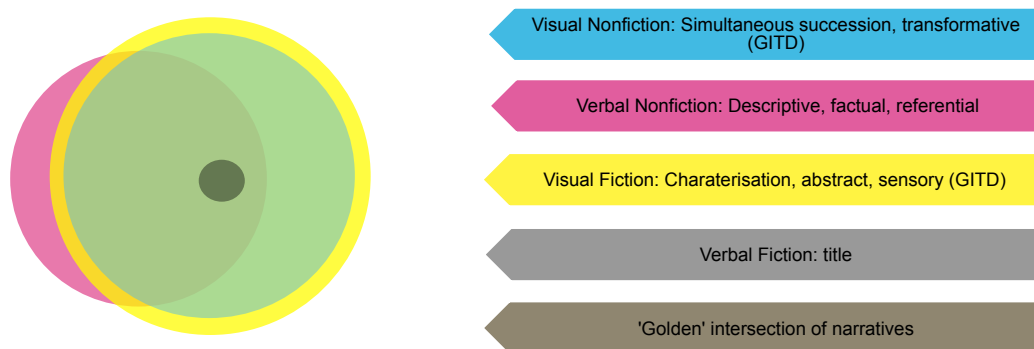 Visual Nonfiction: Simultaneous succession, transformative
(GITD)
Verbal Nonfiction: Descriptive, factual, referential
Visual Fiction: Charaterisation, abstract, sensory (GITD)
Verbal Fiction: title
'Golden' intersection of narratives